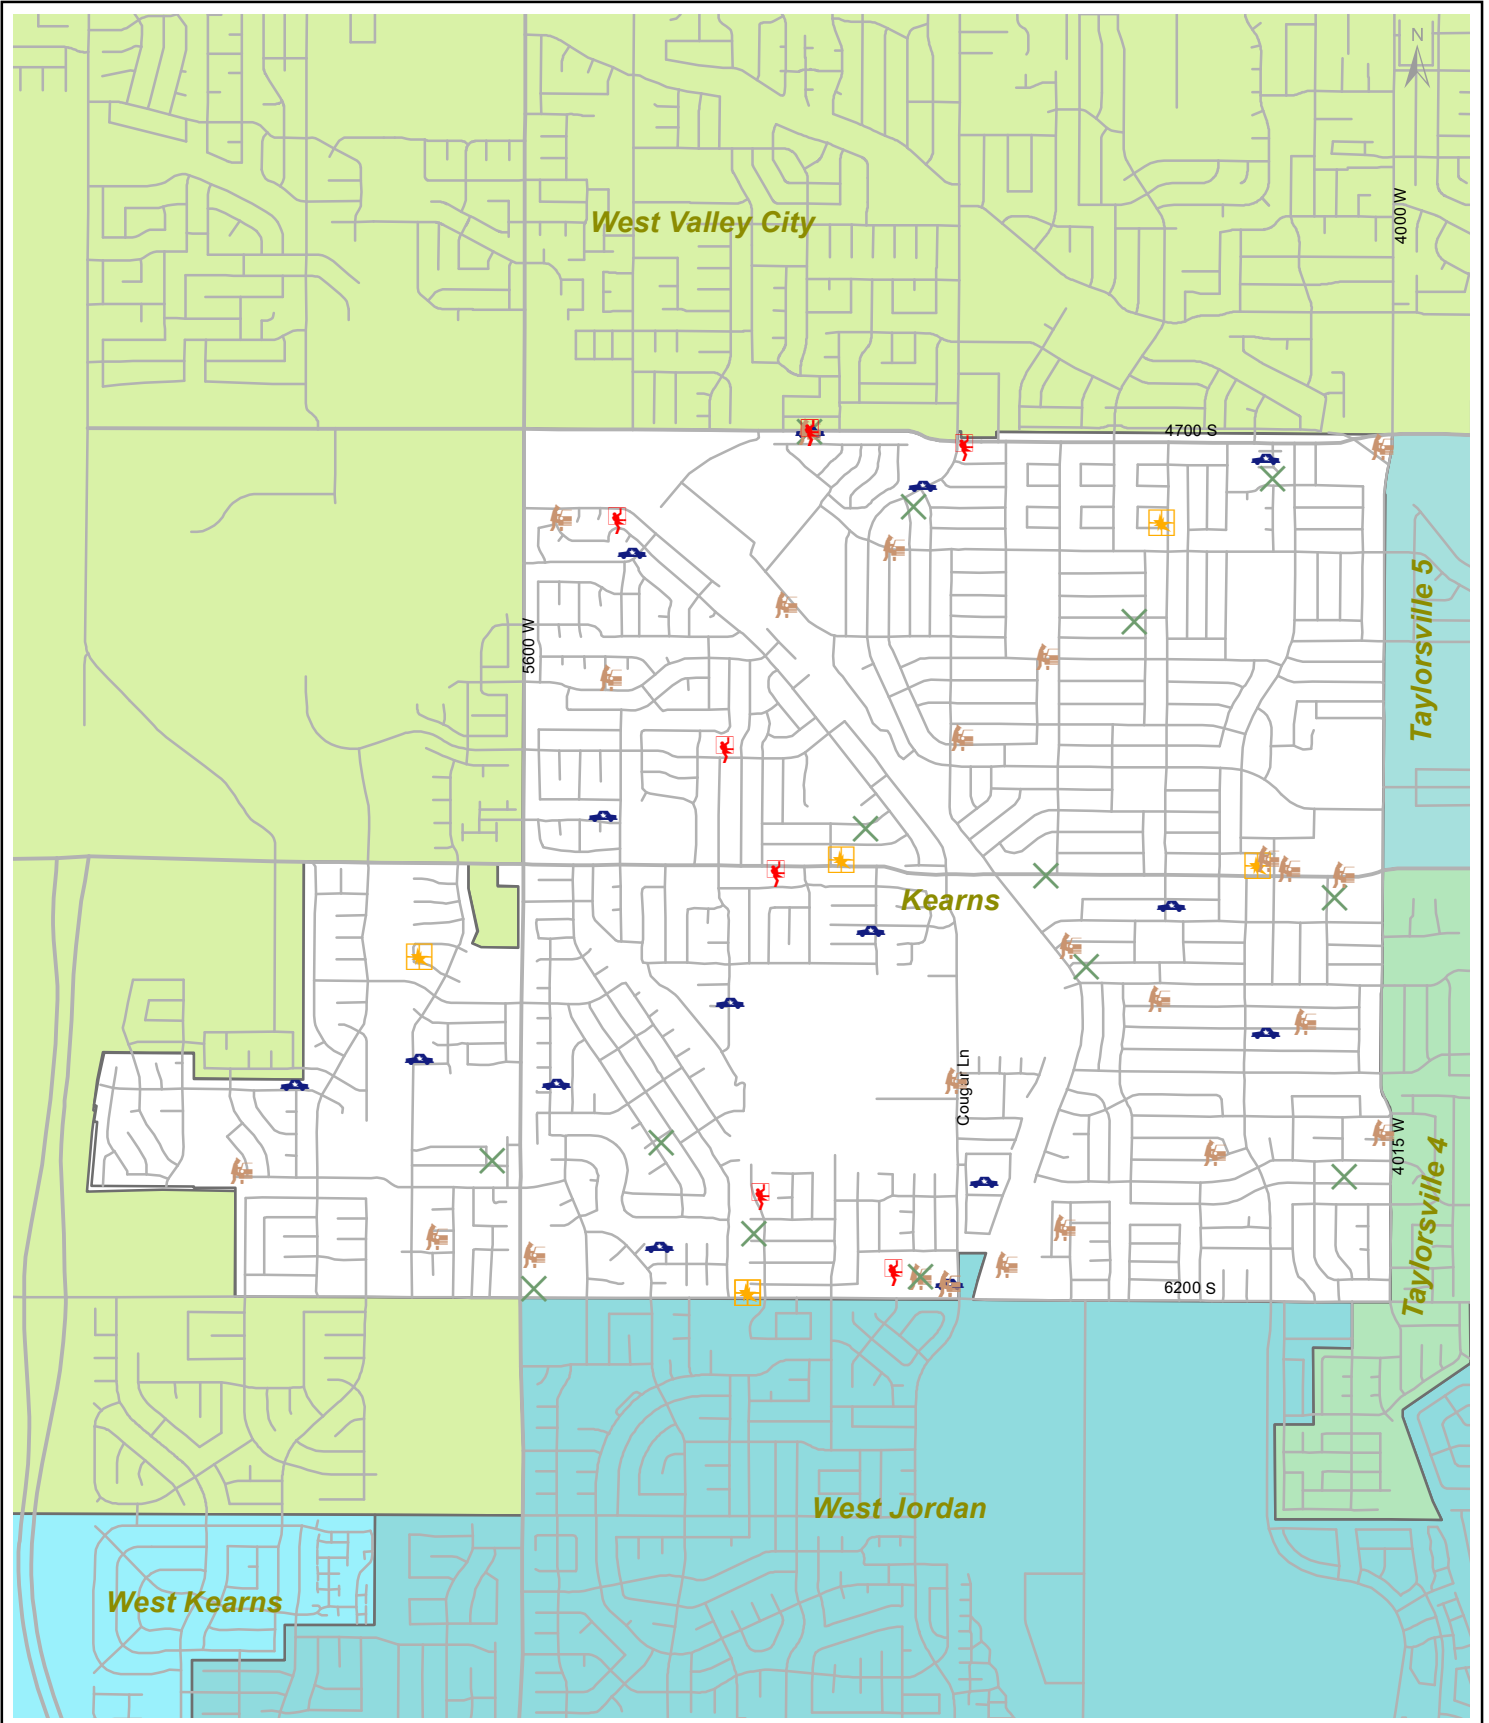 N
4000 W
West Valley City
4700 S
Taylorsville 5
5600 W
Kearns
Cougar Ln
4015 W
Taylorsville 4
6200 S
West Jordan
West Kearns